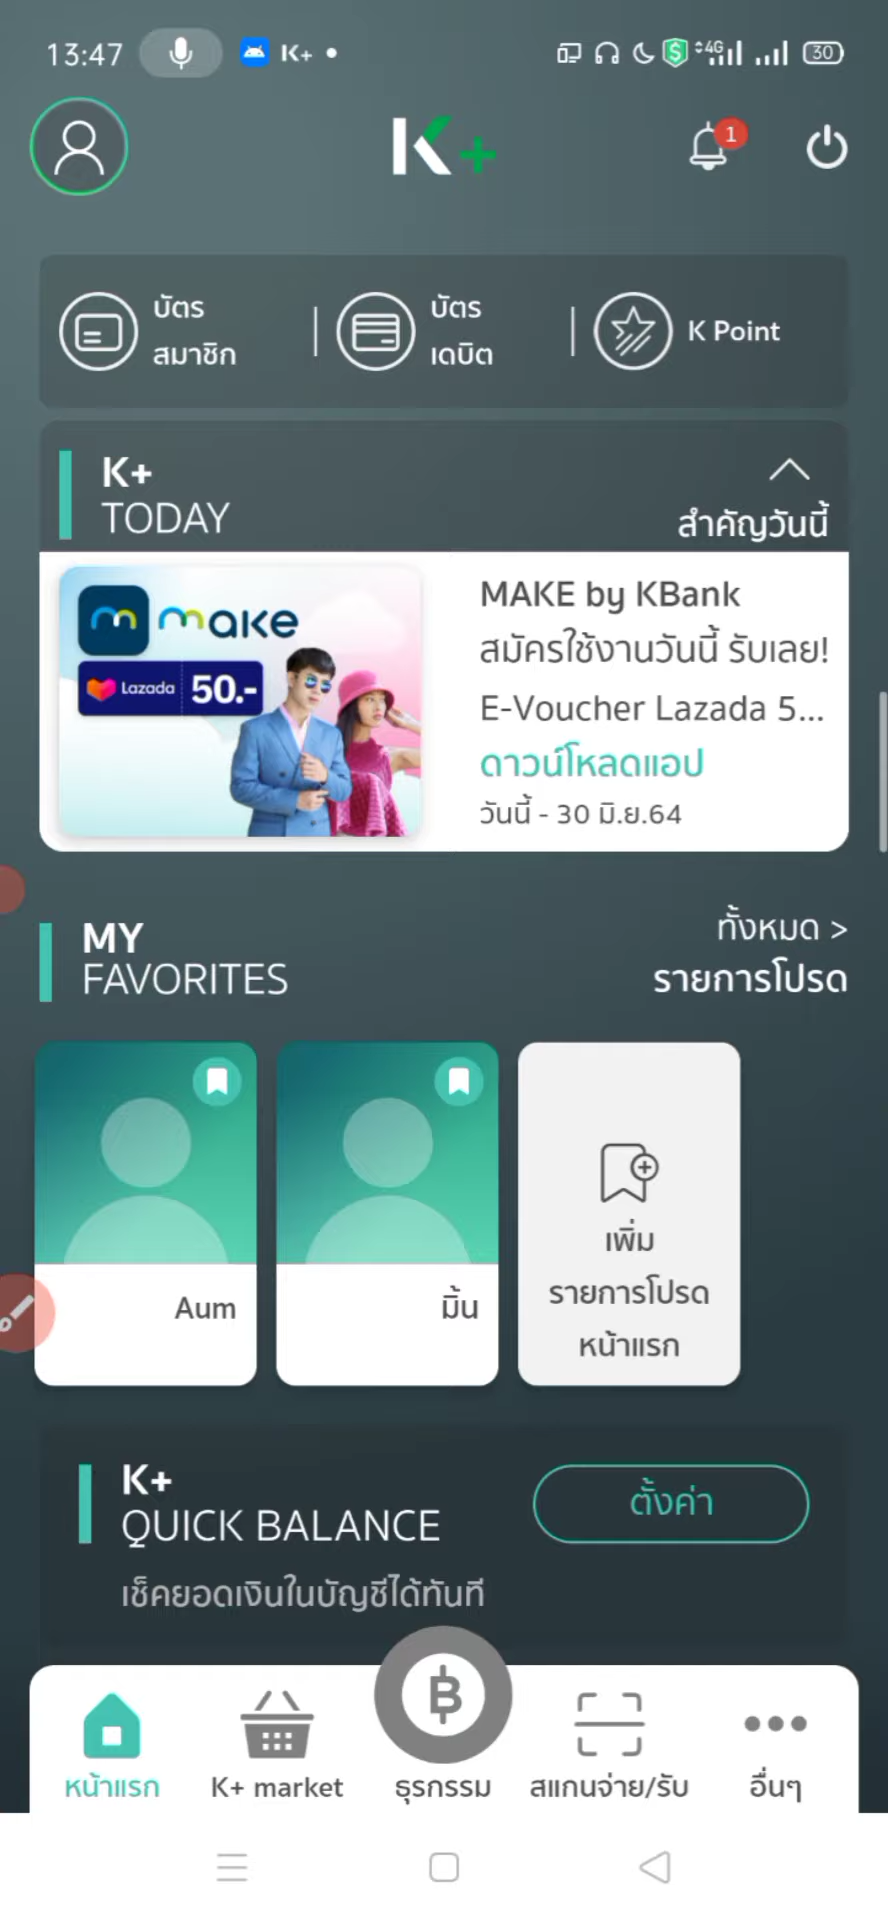 13:47 K+ 4G 30
K+ 1
บัตร
สมาชิก
บัตร
เดบิต
K Point
K+
TODAY
สำคัญวันนี้
make
Lazada 50.-
MAKE by KBank
สมัครใช้งานวันนี้ รับเลย!
E-Voucher Lazada 5...
ดาวน์โหลดแอป
วันนี้ - 30 มิ.ย.64
MY
FAVORITES
ทั้งหมด >
รายการโปรด
Aum
มิ้น
เพิ่ม
รายการโปรด
หน้าแรก
K+
QUICK BALANCE
ตั้งค่า
เช็คยอดเงินในบัญชีได้ทันที
หน้าแรก
K+ market
ธุรกรรม
สแกนจ่าย/รับ
อื่นๆ